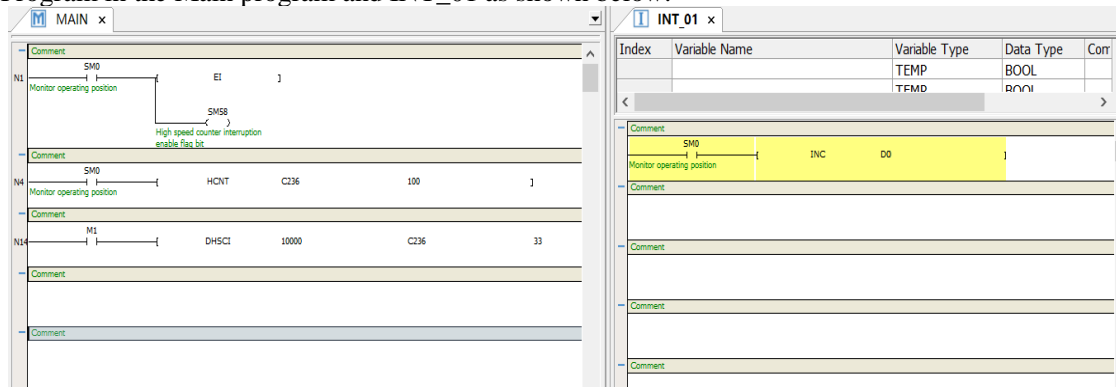 Program in the Main program and INT_01 as shown below.
M MAIN ×
Comment
SM0
N1 [ EI ]
Monitor operating position
SM58
( )
High speed counter interruption
enable flag bit
Comment
SM0
N4 [ HCNT C236 100 ]
Monitor operating position
Comment
M1
N14 [ DHSCI 10000 C236 33
Comment
Comment
I INT_01 ×
Index Variable Name Variable Type Data Type Com
TEMP BOOL
TEMP BOOL
Comment
SM0
[ INC D0 ]
Monitor operating position
Comment
Comment
Comment
Comment